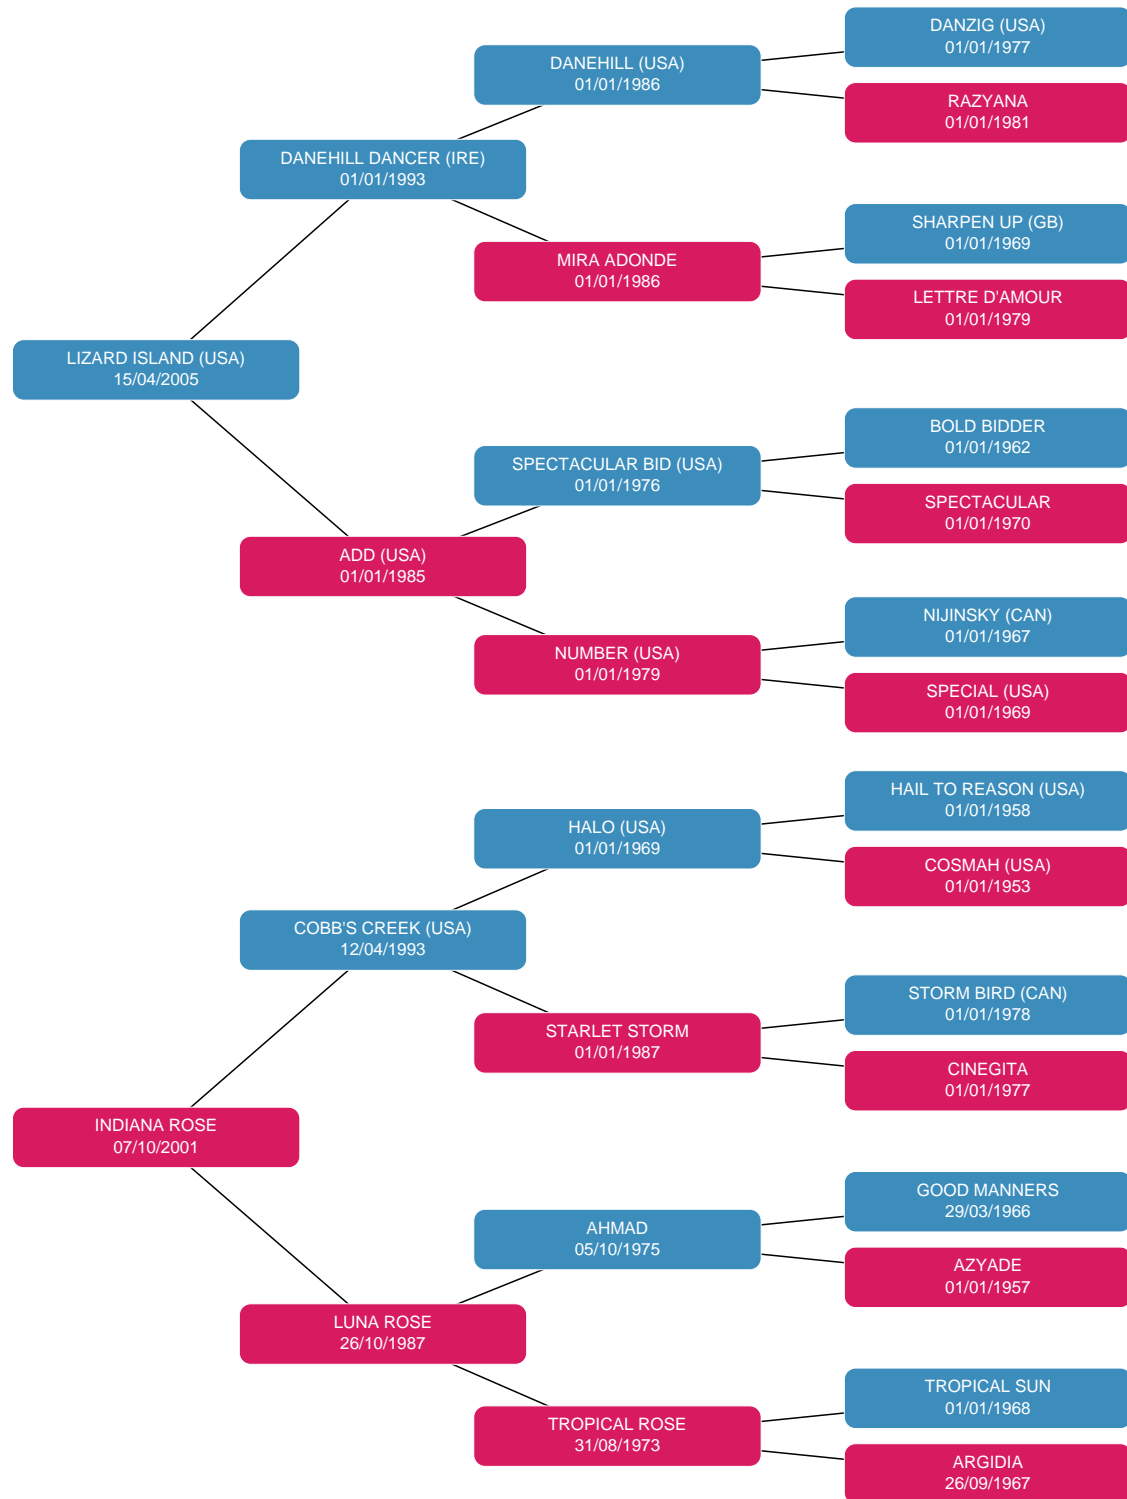 DANZIG (USA)
01/01/1977
DANEHILL (USA)
01/01/1986
RAZYANA
01/01/1981
DANEHILL DANCER (IRE)
01/01/1993
SHARPEN UP (GB)
01/01/1969
MIRA ADONDE
01/01/1986
LETTRE D'AMOUR
01/01/1979
LIZARD ISLAND (USA)
15/04/2005
BOLD BIDDER
01/01/1962
SPECTACULAR BID (USA)
01/01/1976
SPECTACULAR
01/01/1970
ADD (USA)
01/01/1985
NIJINSKY (CAN)
01/01/1967
NUMBER (USA)
01/01/1979
SPECIAL (USA)
01/01/1969
HAIL TO REASON (USA)
01/01/1958
HALO (USA)
01/01/1969
COSMAH (USA)
01/01/1953
COBB'S CREEK (USA)
12/04/1993
STORM BIRD (CAN)
01/01/1978
STARLET STORM
01/01/1987
CINEGITA
01/01/1977
INDIANA ROSE
07/10/2001
GOOD MANNERS
29/03/1966
AHMAD
05/10/1975
AZYADE
01/01/1957
LUNA ROSE
26/10/1987
TROPICAL SUN
01/01/1968
TROPICAL ROSE
31/08/1973
ARGIDIA
26/09/1967